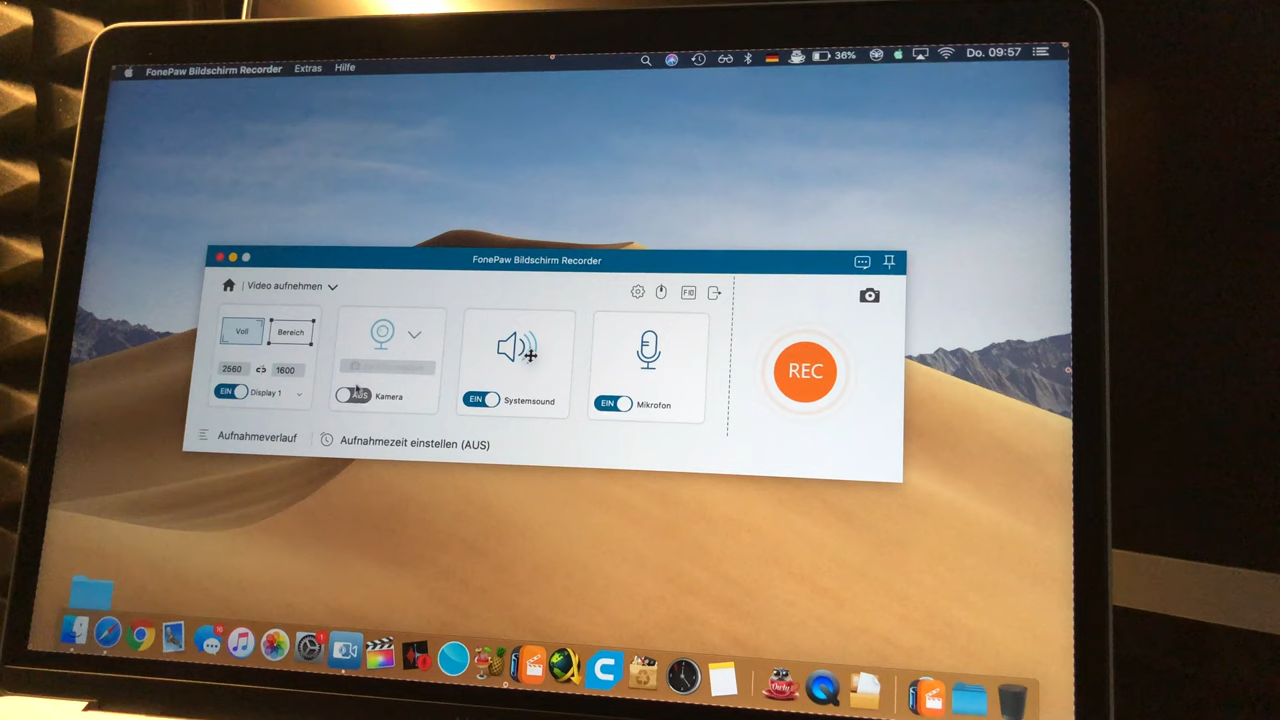 FonePaw Bildschirm Recorder Extras Hilfe 36% Do. 09:57
FonePaw Bildschirm Recorder
Video aufnehmen
Voll Bereich
2560 1600
EIN Display 1
AUS Kamera
EIN Systemsound
EIN Mikrofon
REC
Aufnahmeverlauf Aufnahmezeit einstellen (AUS)